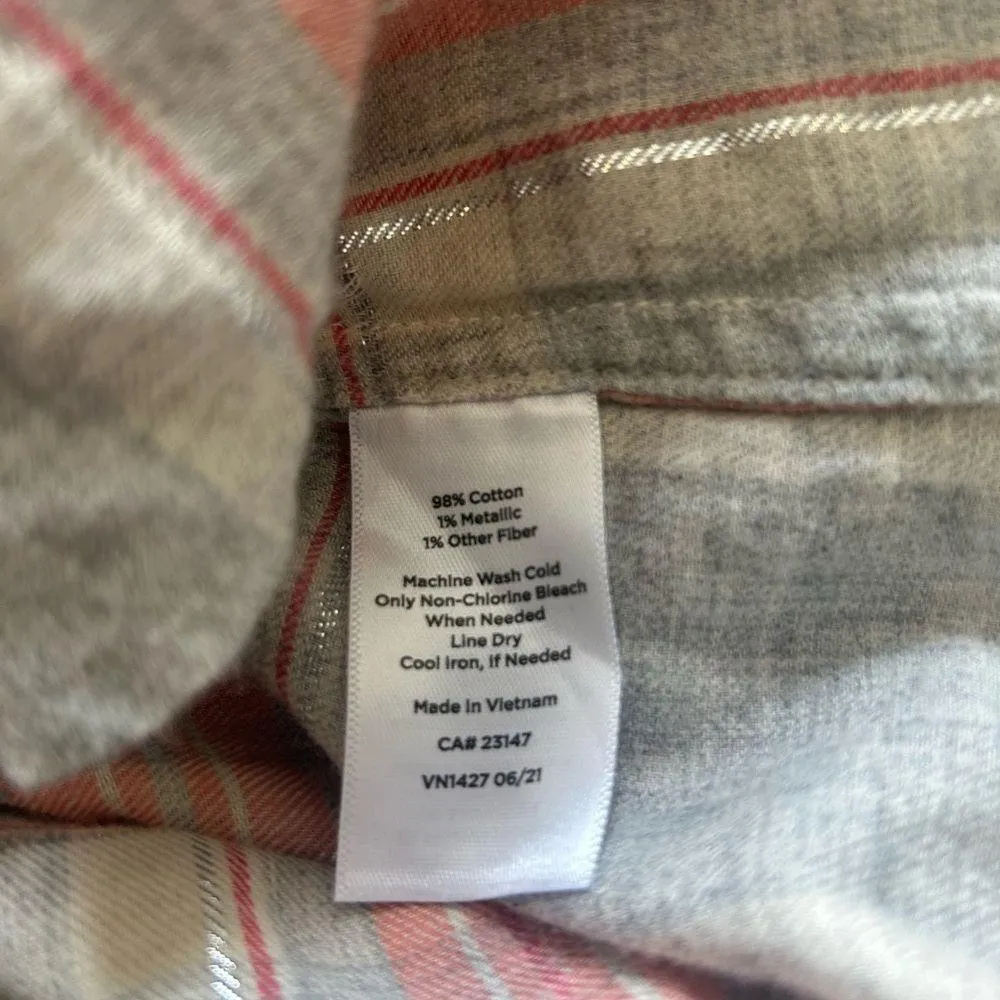 98% Cotton
1% Metallic
1% Other Fiber
Machine Wash Cold
Only Non-Chlorine Bleach
When Needed
Line Dry
Cool Iron, If Needed
Made In Vietnam
CA# 23147
VN1427 06/21